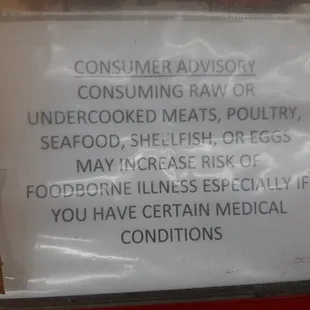 CONSUMER ADVISORY
CONSUMING RAW OR
UNDERCOOKED MEATS, POULTRY,
SEAFOOD, SHELLFISH, OR EGGS
MAY INCREASE RISK OF
FOODBORNE ILLNESS ESPECIALLY IF
YOU HAVE CERTAIN MEDICAL
CONDITIONS